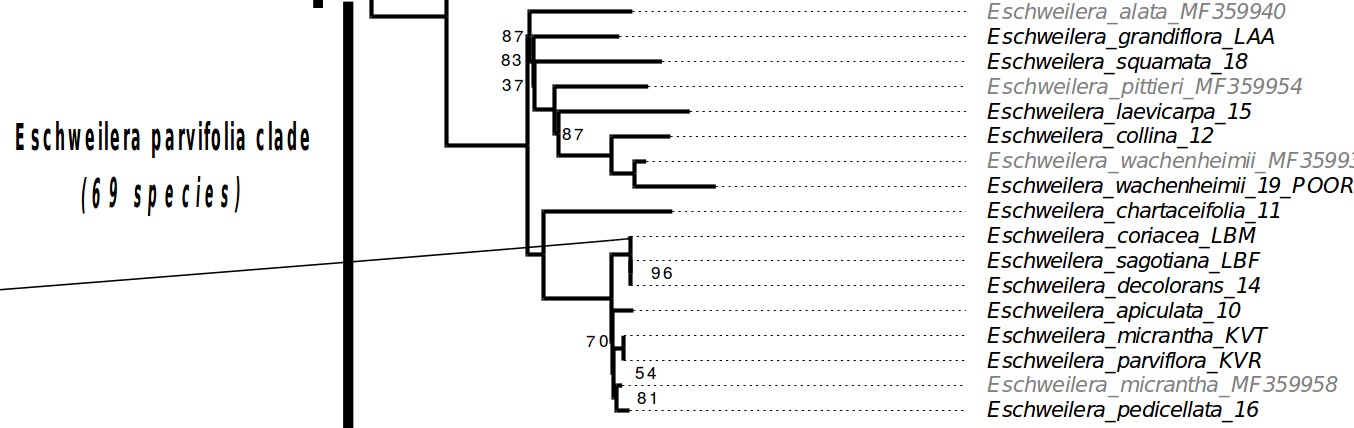 Eschweilera_alata_MF359940
87
Eschweilera_grandiflora_LAA
83
Eschweilera_squamata_18
37
Eschweilera_pittieri_MF359954
Eschweilera_laevicarpa_15
Eschweilera parvifolia clade
87
Eschweilera_collina_12
Eschweilera_wachenheimii_MF3599
(69 species)
Eschweilera_wachenheimii_19_POOR
Eschweilera_chartaceifolia_11
Eschweilera_coriacea_LBM
Eschweilera_sagotiana_LBF
96
Eschweilera_decolorans_14
Eschweilera_apiculata_10
Eschweilera_micrantha_KVT
70
Eschweilera_parviflora_KVR
54
Eschweilera_micrantha_MF359958
81
Eschweilera_pedicellata_16